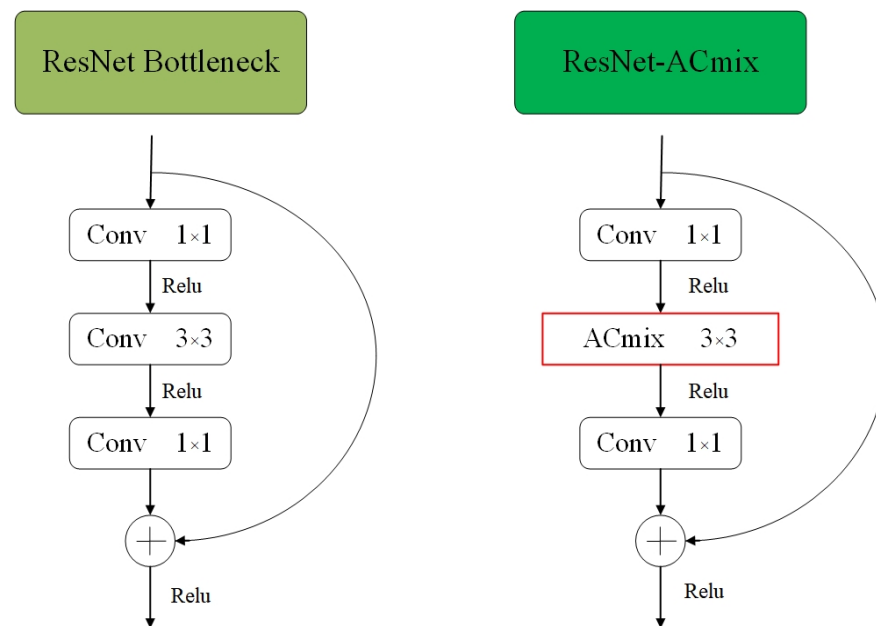 ResNet Bottleneck
Conv 1×1
Relu
Conv 3×3
Relu
Conv 1×1
Relu
ResNet-ACmix
Conv 1×1
Relu
ACmix 3×3
Relu
Conv 1×1
Relu